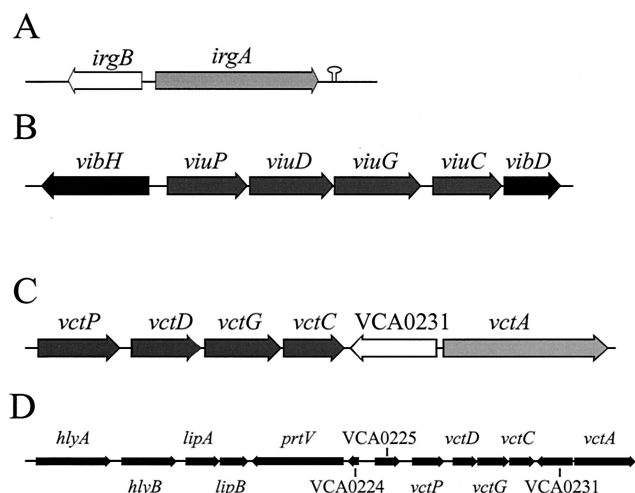 A
irgB irgA
B
vibH viuP viuD viuG viuC vibD
C
vctP vctD vctG vctC VCA0231 vctA
D
hlyA lipA prtV VCA0225 vctD vctC vctA
hlyB lipB VCA0224 vctP vctG VCA0231